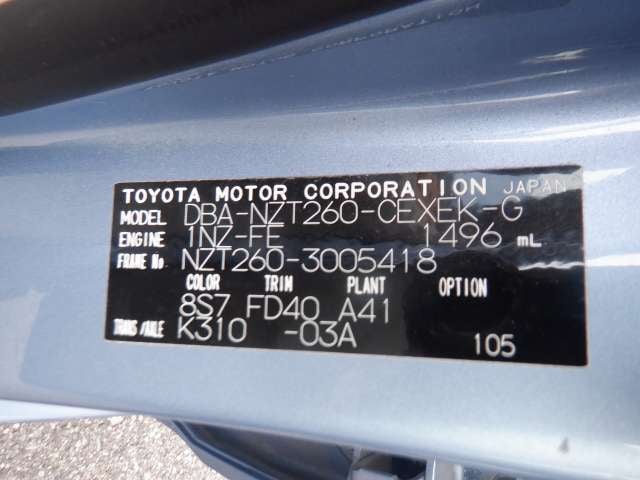 TOYOTA MOTOR CORPORATION JAPAN
MODEL DBA-NZT260-CEXEK-G
ENGINE 1NZ-FE 1496 mL
FRAME No NZT260-3005418
COLOR TRIM PLANT OPTION
8S7 FD40 A41
TRANS/AXLE K310 -03A 105